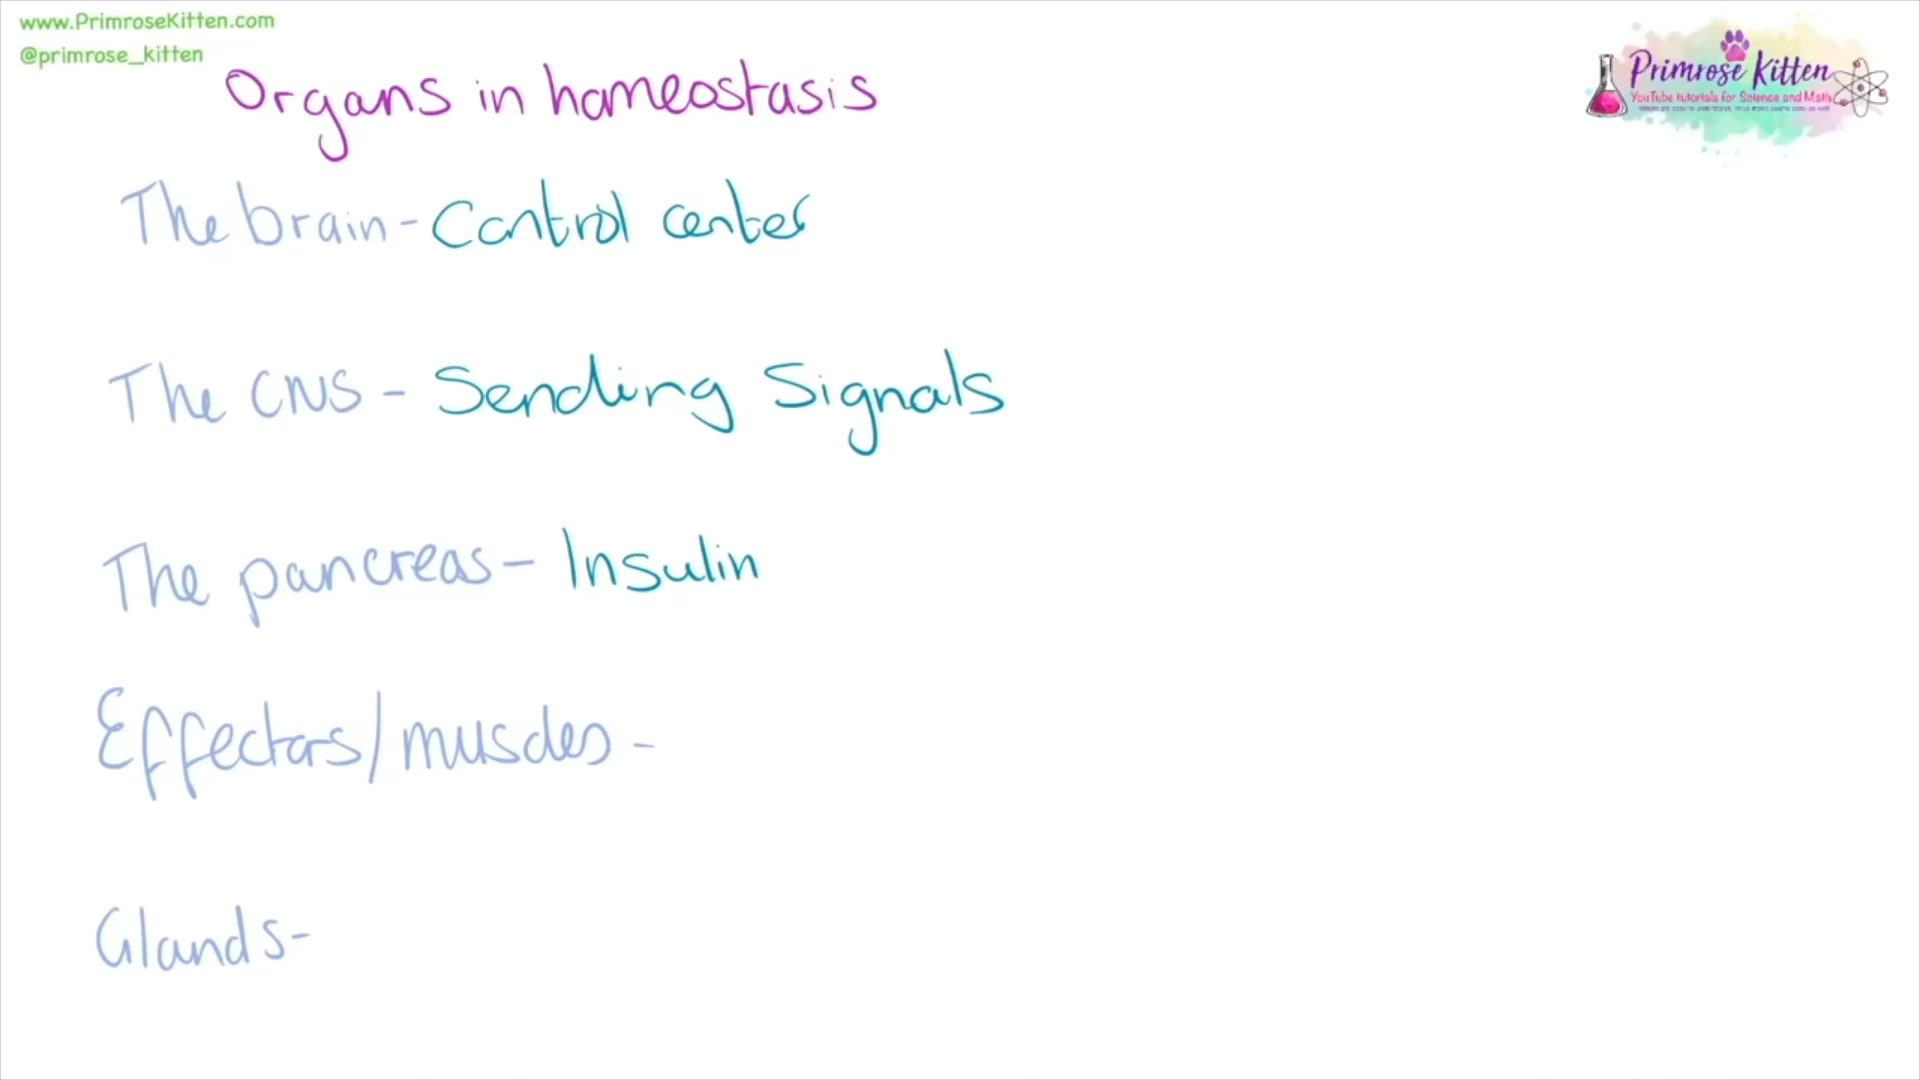 www.PrimroseKitten.com
@primrose_kitten
Primrose Kitten
YouTube tutorials for Science and Math
Organs in homeostasis
The brain - Control center
The CNS - Sending Signals
The pancreas - Insulin
Effectors/muscles -
Glands-